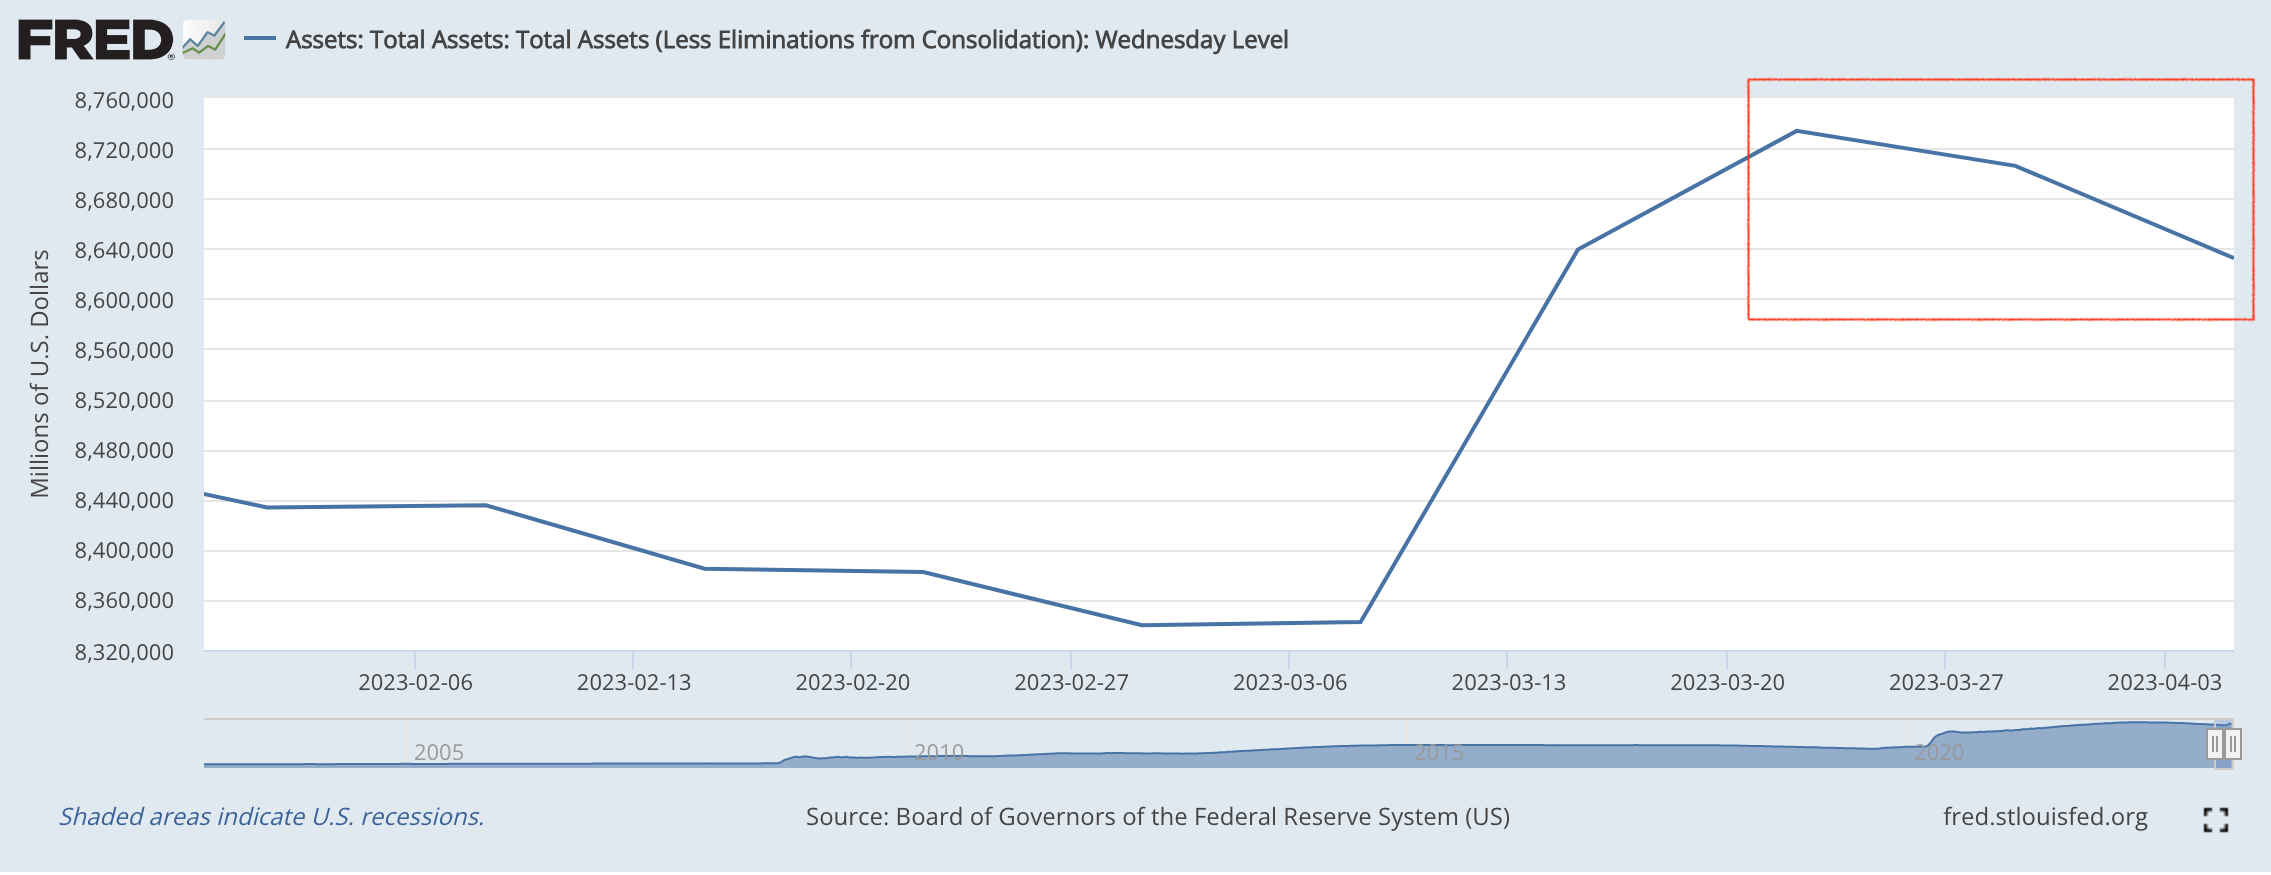 FRED® Assets: Total Assets: Total Assets (Less Eliminations from Consolidation): Wednesday Level
8,760,000
8,720,000
8,680,000
8,640,000
8,600,000
8,560,000
8,520,000
8,480,000
8,440,000
8,400,000
8,360,000
8,320,000
Millions of U.S. Dollars
2023-02-06 2023-02-13 2023-02-20 2023-02-27 2023-03-06 2023-03-13 2023-03-20 2023-03-27 2023-04-03
2005 2010 2015 2020
Shaded areas indicate U.S. recessions. Source: Board of Governors of the Federal Reserve System (US) fred.stlouisfed.org